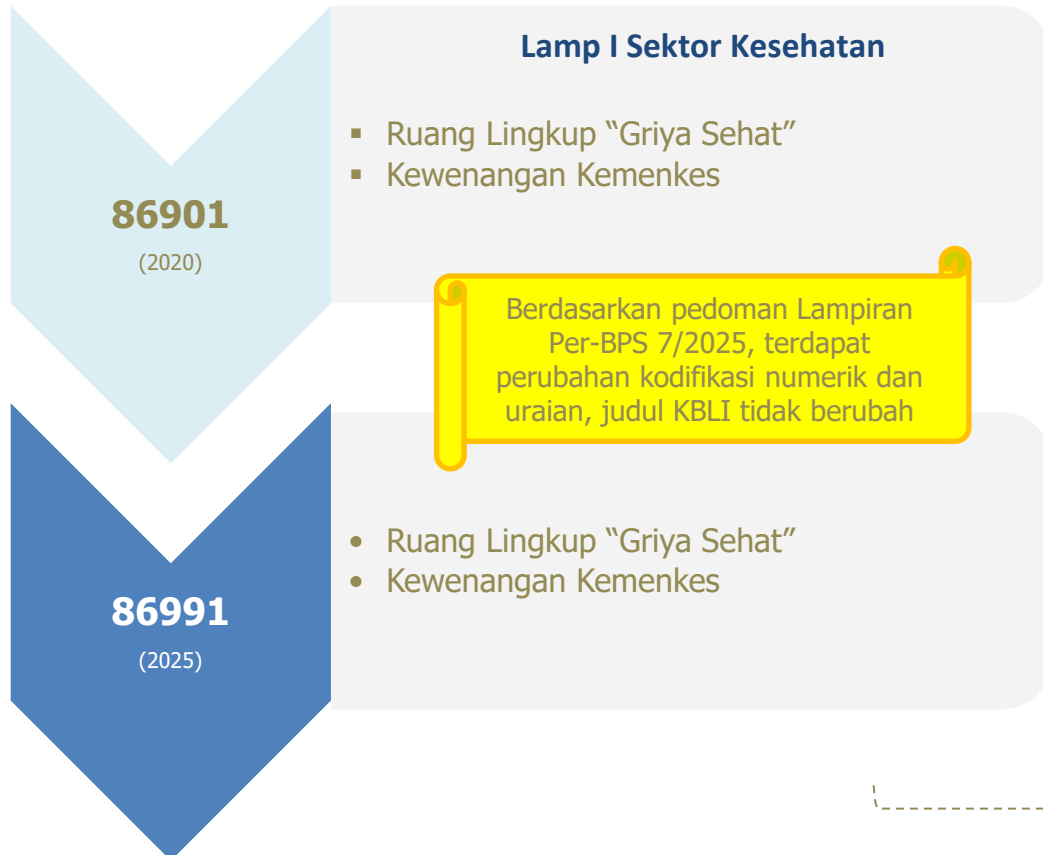 Lamp I Sektor Kesehatan
▪ Ruang Lingkup “Griya Sehat”
▪ Kewenangan Kemenkes
86901
(2020)
Berdasarkan pedoman Lampiran
Per-BPS 7/2025, terdapat
perubahan kodifikasi numerik dan
uraian, judul KBLI tidak berubah
• Ruang Lingkup “Griya Sehat”
• Kewenangan Kemenkes
86991
(2025)